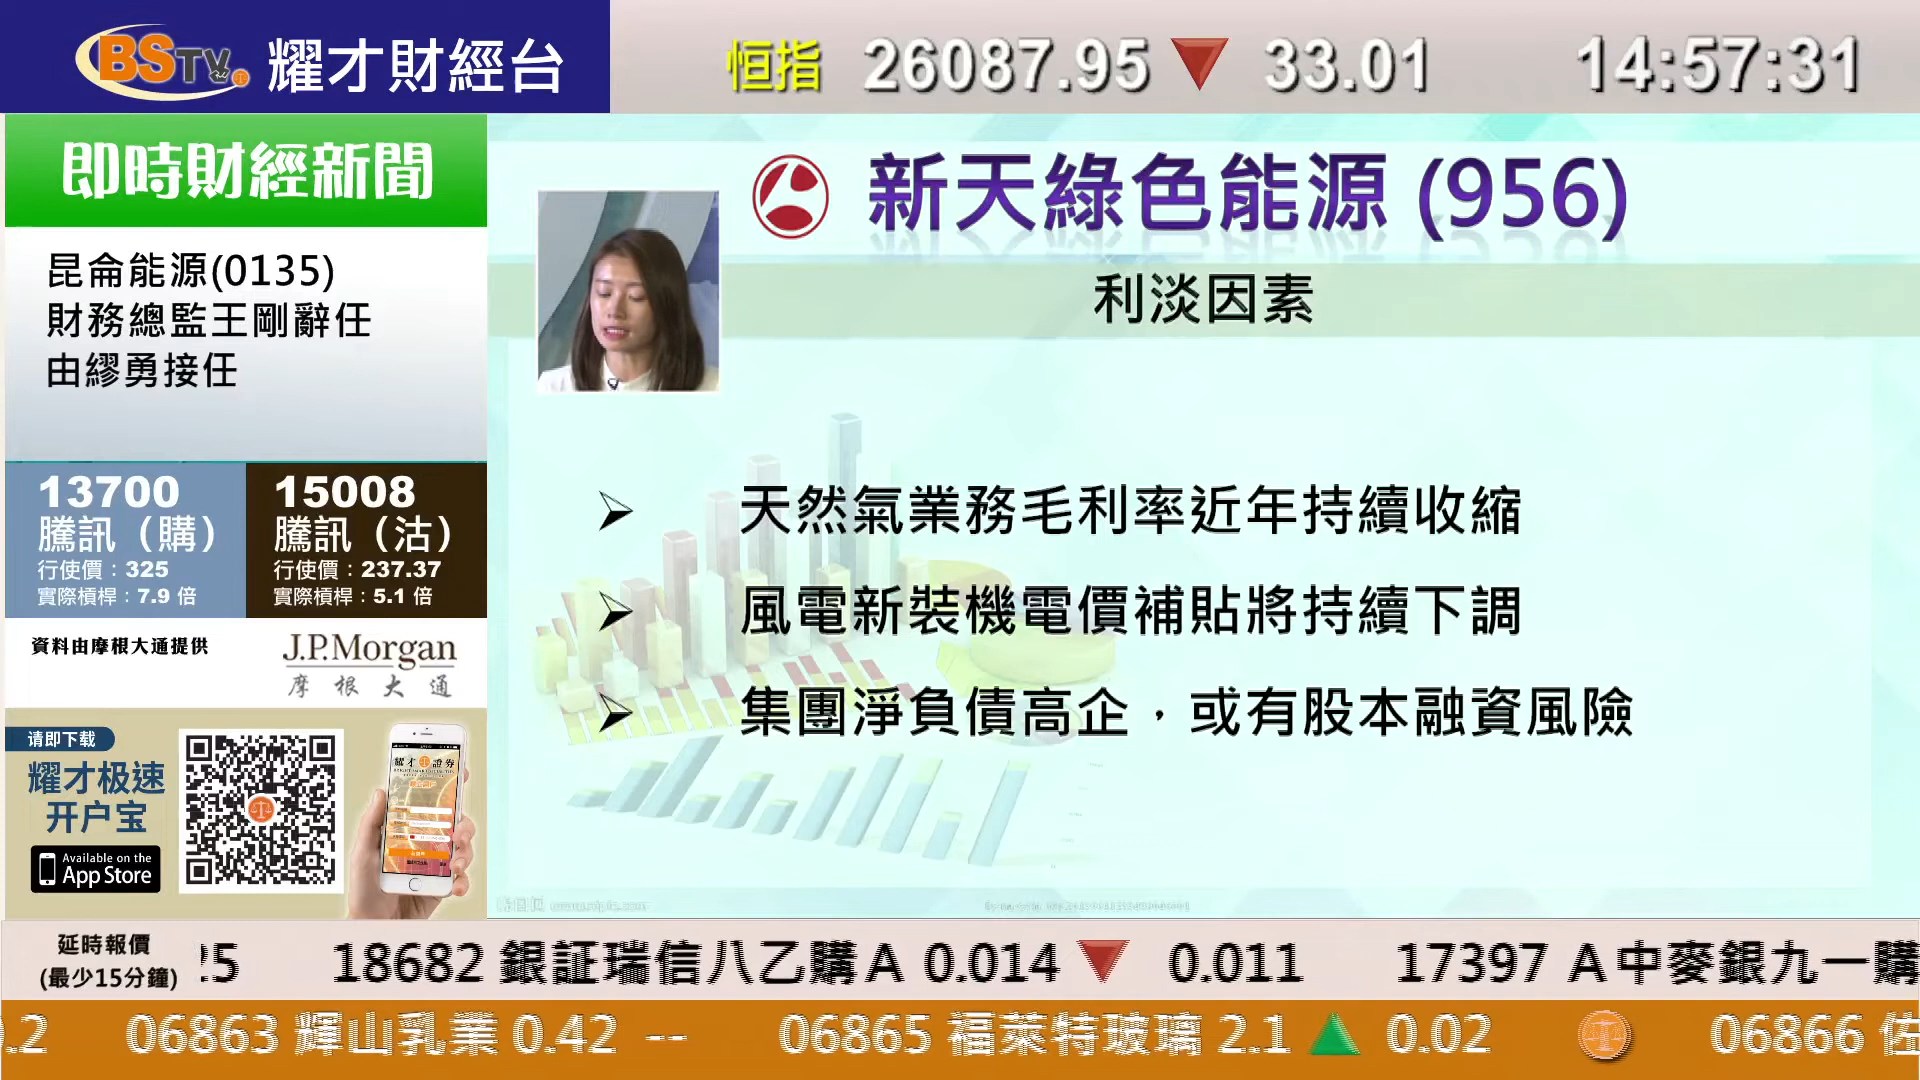 BSTV 耀才財經台
恒指 26087.95 ▼ 33.01 14:57:31
即時財經新聞
昆侖能源(0135)
財務總監王剛辭任
由繆勇接任
13700
騰訊（購）
行使價：325
實際槓桿：7.9 倍
15008
騰訊（沽）
行使價：237.37
實際槓桿：5.1 倍
資料由摩根大通提供
J.P.Morgan
摩根大通
请即下载
耀才极速
开户宝
Available on the
App Store
耀才證券
新天綠色能源 (956)
利淡因素
➢ 天然氣業務毛利率近年持續收縮
➢ 風電新裝機電價補貼將持續下調
➢ 集團淨負債高企，或有股本融資風險
延時報價
(最少15分鐘)
25 18682 銀証瑞信八乙購A 0.014 ▼ 0.011 17397 A中麥銀九一購
.2 06863 輝山乳業 0.42 -- 06865 福萊特玻璃 2.1 ▲ 0.02 06866 佐